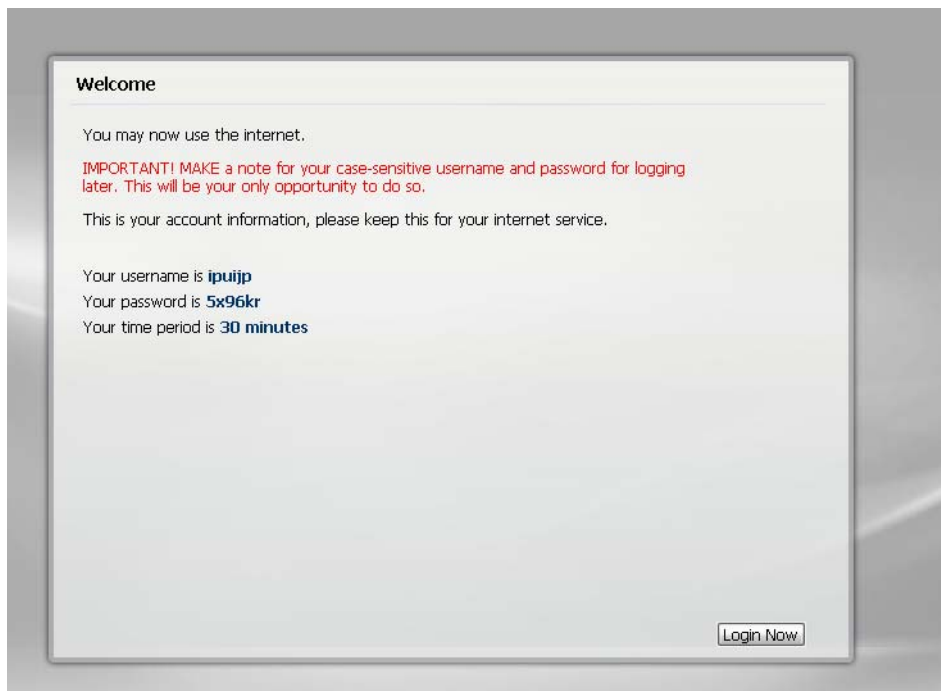 Welcome
You may now use the internet.
IMPORTANT! MAKE a note for your case-sensitive username and password for logging
later. This will be your only opportunity to do so.
This is your account information, please keep this for your internet service.
Your username is ipuijp
Your password is 5x96kr
Your time period is 30 minutes
Login Now